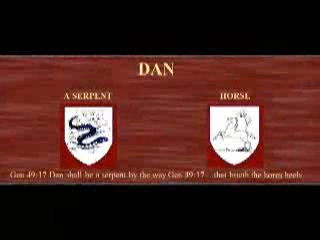 DAN
A SERPENT HORSE
Gen 49:17 Dan shall be a serpent by the way Gen 49:17 ...that biteth the horse heels.